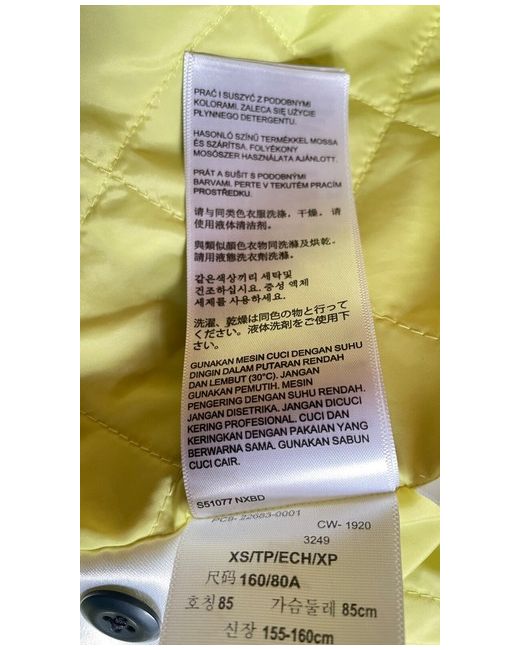 PRAĆ I SUSZYĆ Z PODOBNYMI
KOLORAMI. ZALECA SIĘ UŻYCIE
PŁYNNEGO DETERGENTU.
HASONLÓ SZÍNŰ TERMÉKKEL MOSSA
ÉS SZÁRÍTSA. FOLYÉKONY
MOSÓSZER HASZNÁLATA AJÁNLOTT.
PRÁT A SUŠIT S PODOBNÝMI
BARVAMI. PERTE V TEKUTÉM PRACÍM
PROSTŘEDKU.
请与同类色衣服洗涤，干燥。请
使用液体清洁剂。
與類似顏色衣物同洗滌及烘乾。
請用液態洗衣劑洗滌。
같은색상끼리 세탁및
건조하십시요. 중성 액체
세제를 사용하세요.
洗濯、乾燥は同色の物と行って
ください。液体洗剤をご使用下
さい。
GUNAKAN MESIN CUCI DENGAN SUHU
DINGIN DALAM PUTARAN RENDAH
DAN LEMBUT (30°C). JANGAN
GUNAKAN PEMUTIH. MESIN
PENGERING DENGAN SUHU RENDAH.
JANGAN DISETRIKA. JANGAN DICUCI
KERING PROFESIONAL. CUCI DAN
KERINGKAN DENGAN PAKAIAN YANG
BERWARNA SAMA. GUNAKAN SABUN
CUCI CAIR.
S51077 NXBD
PC8- 22683-0001
CW- 1920
3249
XS/TP/ECH/XP
尺码 160/80A
호칭 85 가슴둘레 85cm
신장 155-160cm